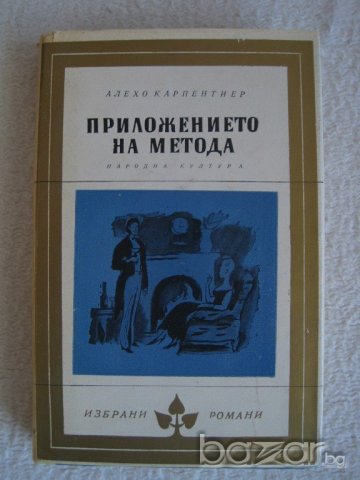 АЛЕХО КАРПЕНТИЕР
ПРИЛОЖЕНИЕТО
НА МЕТОДА
НАРОДНА КУЛТУРА
ИЗБРАНИ РОМАНИ
bazar.bg